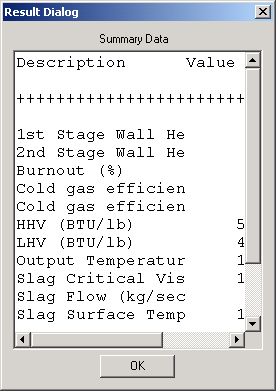 Result Dialog
Summary Data
Description Value
++++++++++++++++++++++++
1st Stage Wall He
2nd Stage Wall He
Burnout (%)
Cold gas efficien
Cold gas efficien
HHV (BTU/lb) 5
LHV (BTU/lb) 4
Output Temperatur 1
Slag Critical Vis 1
Slag Flow (kg/sec
Slag Surface Temp 1
OK